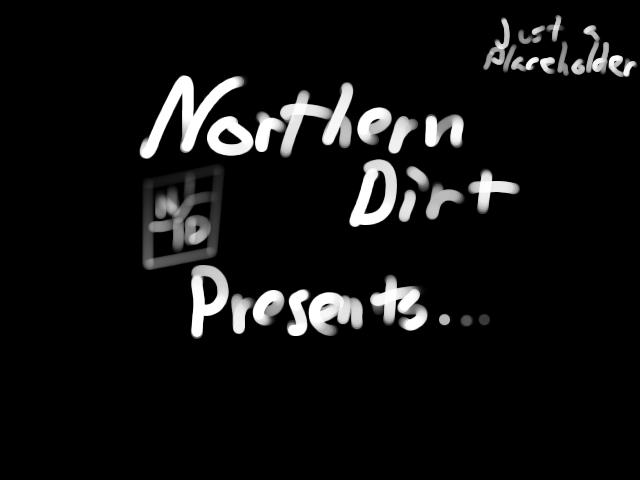 Just a
Placeholder
Northern
Dirt
N
D
Presents...